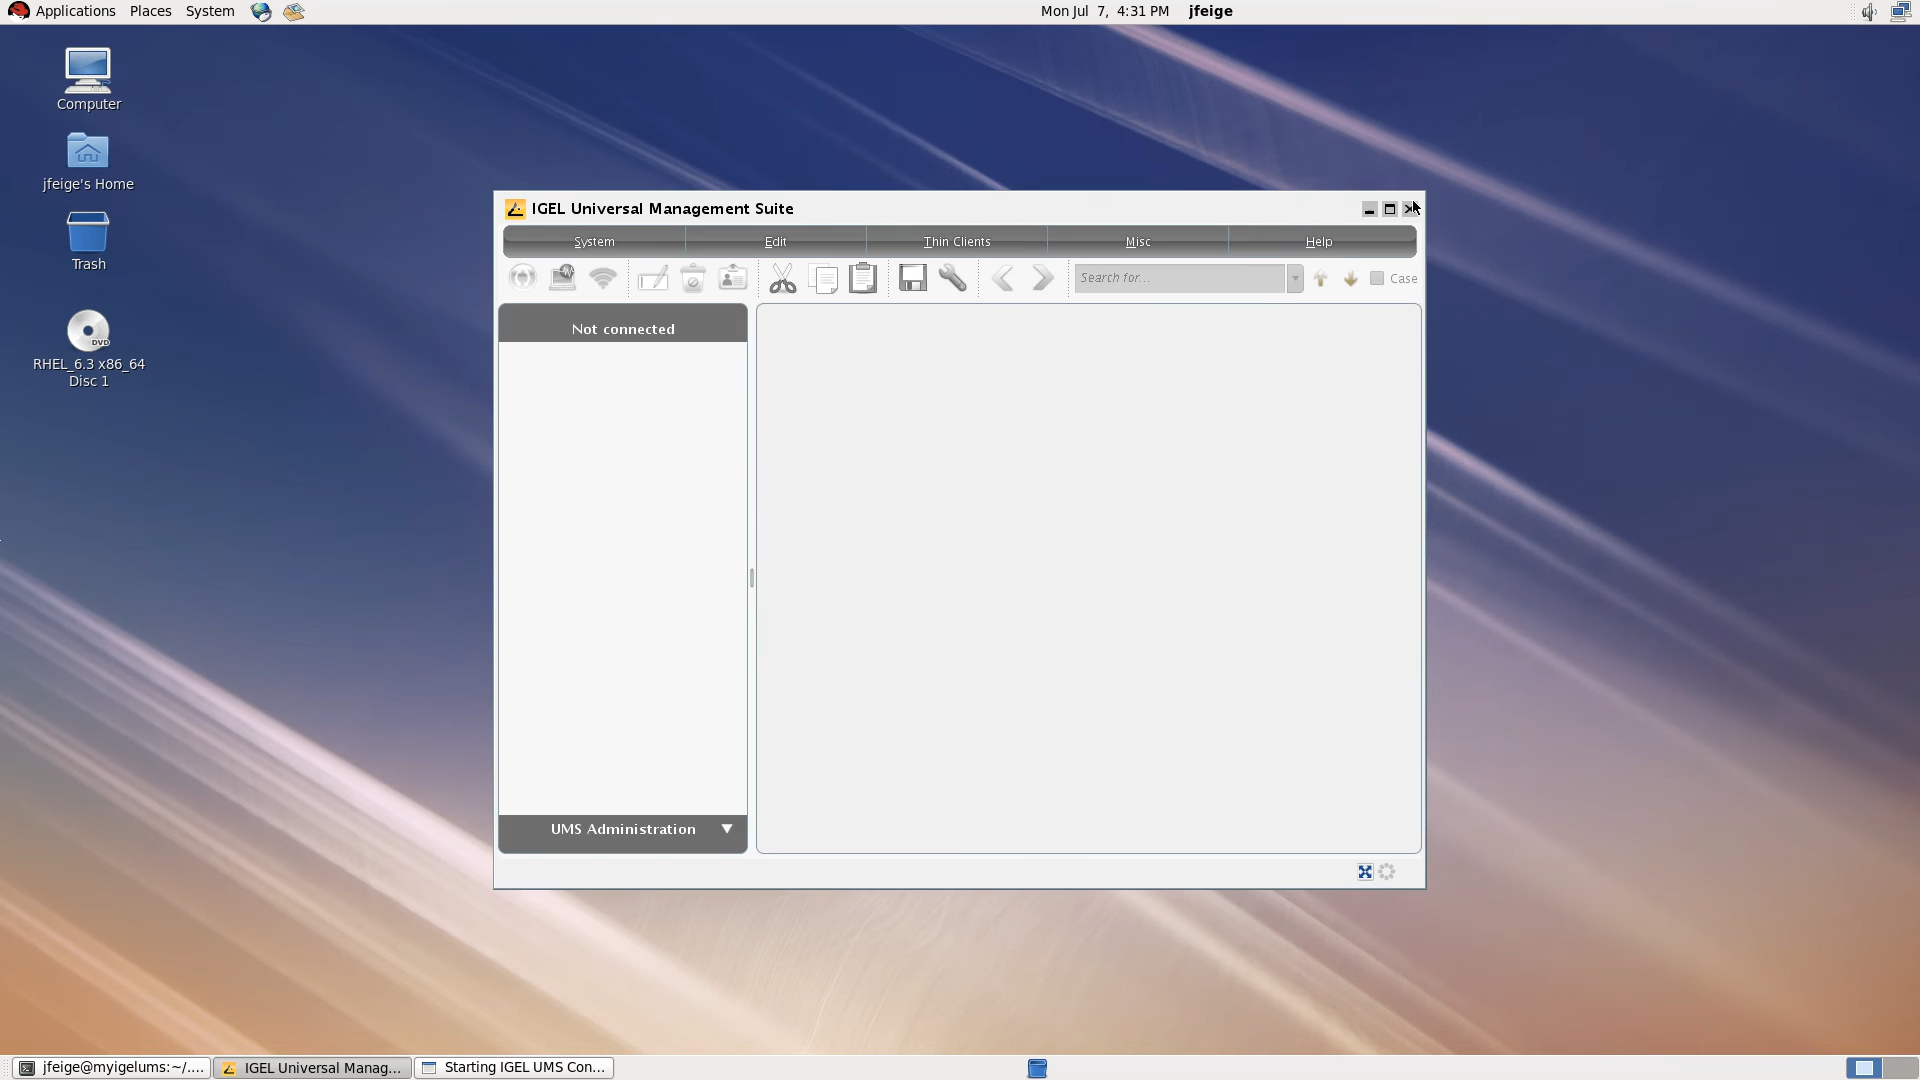 Applications Places System
Mon Jul 7, 4:31 PM jfeige
Computer
jfeige's Home
Trash
DVD
RHEL_6.3 x86_64
Disc 1
IGEL Universal Management Suite
System Edit Thin Clients Misc Help
Search for... Case
Not connected
UMS Administration
jfeige@myigelums:~/.... IGEL Universal Manag... Starting IGEL UMS Con...